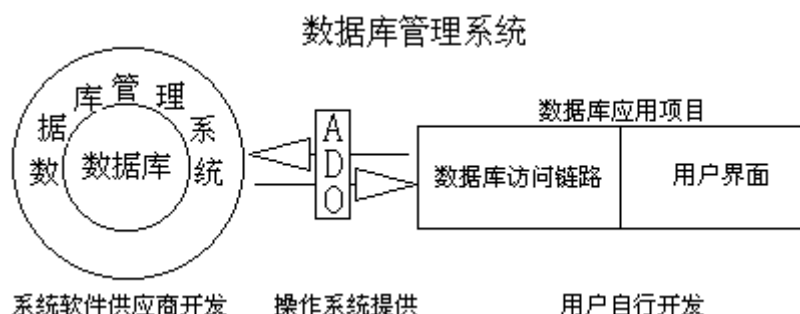 数据库管理系统
数据库管理系统
数据库
ADO
数据库应用项目
数据库访问链路
用户界面
系统软件供应商开发
操作系统提供
用户自行开发